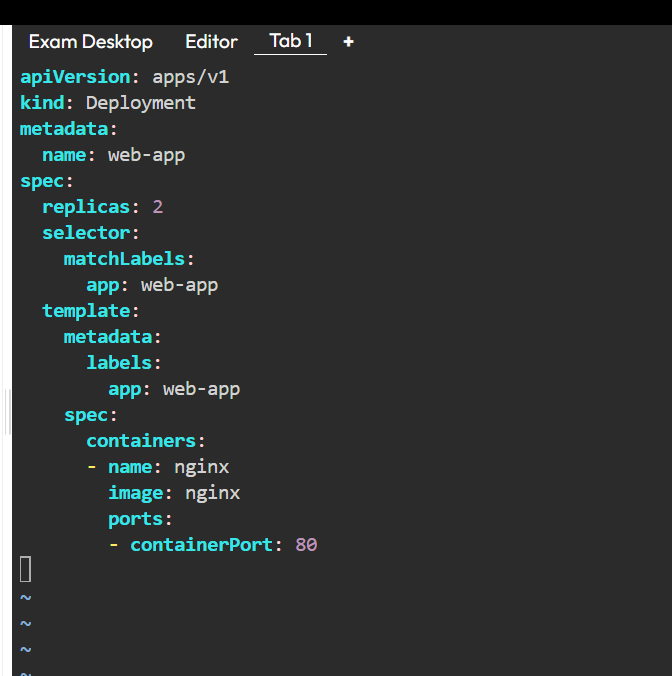 Exam Desktop Editor Tab 1 +
apiVersion: apps/v1
kind: Deployment
metadata:
  name: web-app
spec:
  replicas: 2
  selector:
    matchLabels:
      app: web-app
  template:
    metadata:
      labels:
        app: web-app
    spec:
      containers:
      - name: nginx
        image: nginx
        ports:
        - containerPort: 80
~
~
~
~